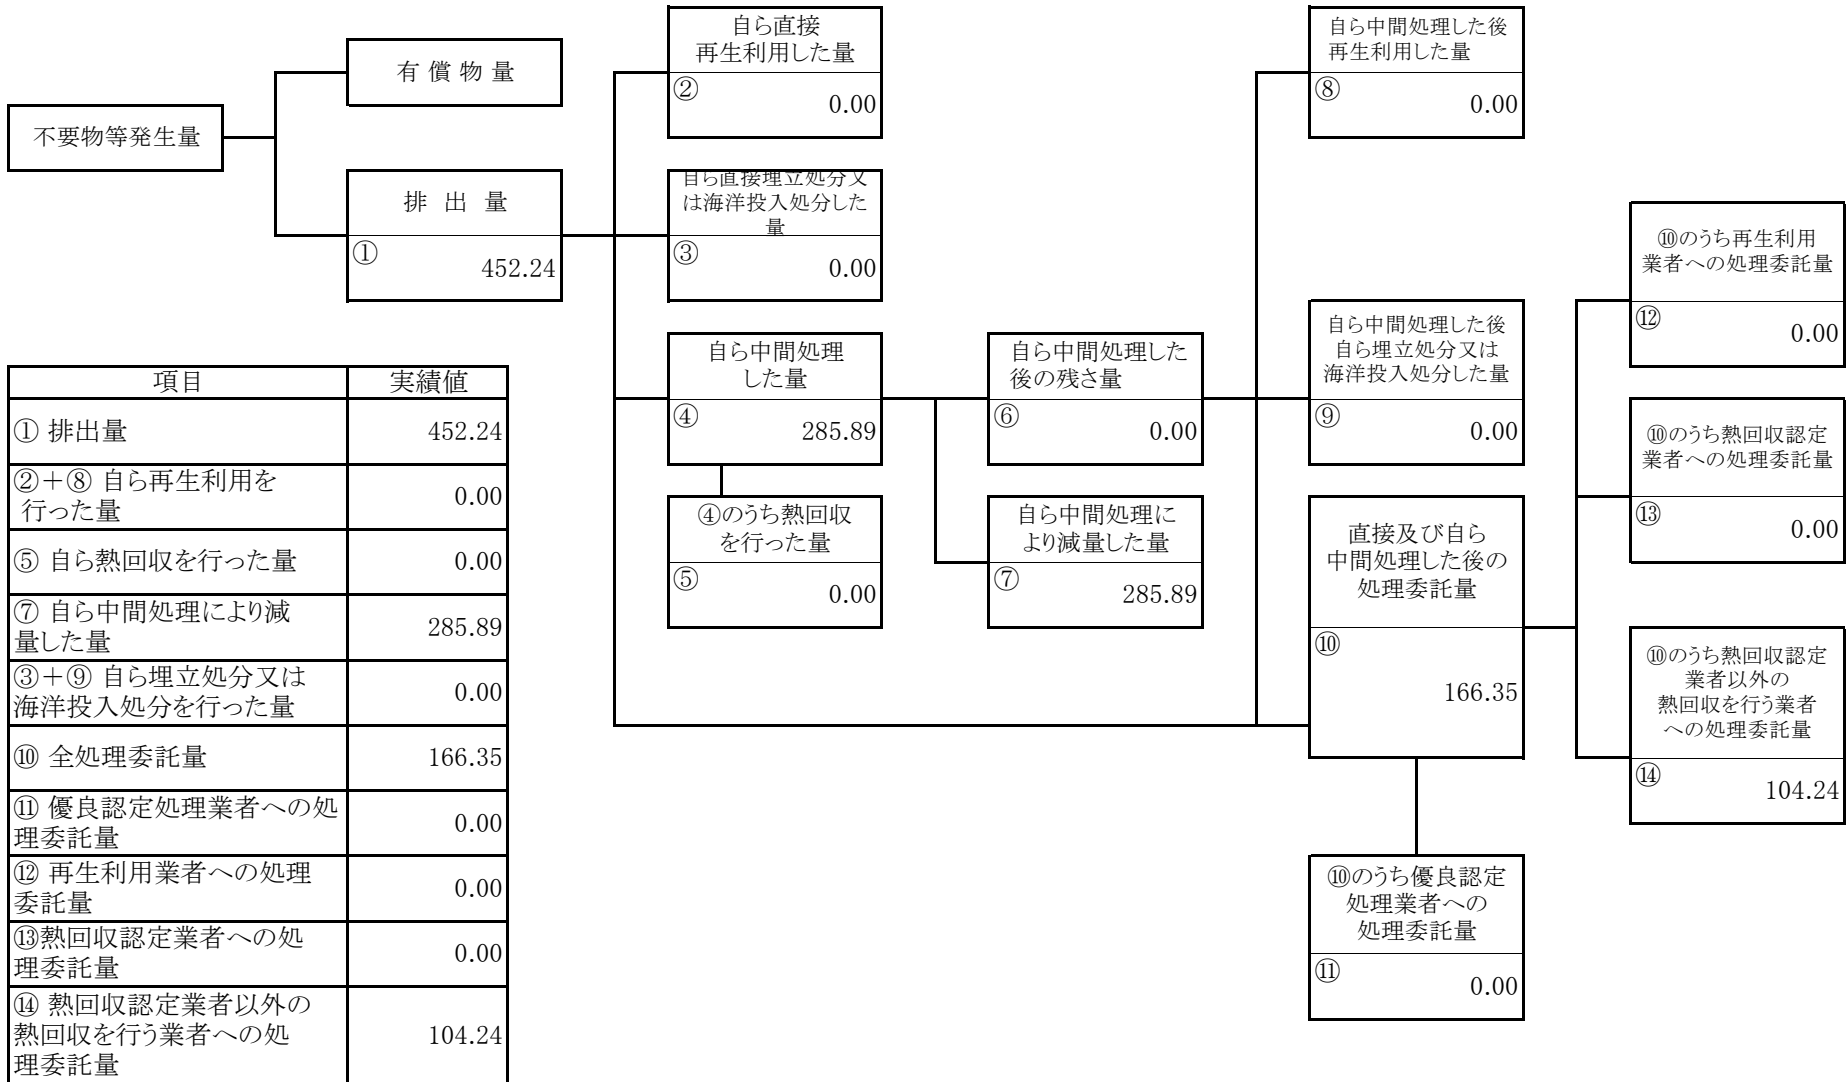 不要物等発生量
有 償 物 量
排 出 量
①
452.24
自ら直接
再生利用した量
②
0.00
自ら直接埋立処分又
は海洋投入処分した
量
③
0.00
自ら中間処理
した量
④
285.89
④のうち熱回収
を行った量
⑤
0.00
自ら中間処理した
後の残さ量
⑥
0.00
自ら中間処理に
より減量した量
⑦
285.89
自ら中間処理した後
再生利用した量
⑧
0.00
自ら中間処理した後
自ら埋立処分又は
海洋投入処分した量
⑨
0.00
直接及び自ら
中間処理した後の
処理委託量
⑩
166.35
⑩のうち優良認定
処理業者への
処理委託量
⑪
0.00
⑩のうち再生利用
業者への処理委託量
⑫
0.00
⑩のうち熱回収認定
業者への処理委託量
⑬
0.00
⑩のうち熱回収認定
業者以外の
熱回収を行う業者
への処理委託量
⑭
104.24
項目 実績値
① 排出量 452.24
②+⑧ 自ら再生利用を
行った量 0.00
⑤ 自ら熱回収を行った量 0.00
⑦ 自ら中間処理により減
量した量 285.89
③+⑨ 自ら埋立処分又は
海洋投入処分を行った量 0.00
⑩ 全処理委託量 166.35
⑪ 優良認定処理業者への処
理委託量 0.00
⑫ 再生利用業者への処理
委託量 0.00
⑬熱回収認定業者への処
理委託量 0.00
⑭ 熱回収認定業者以外の
熱回収を行う業者への処
理委託量 104.24